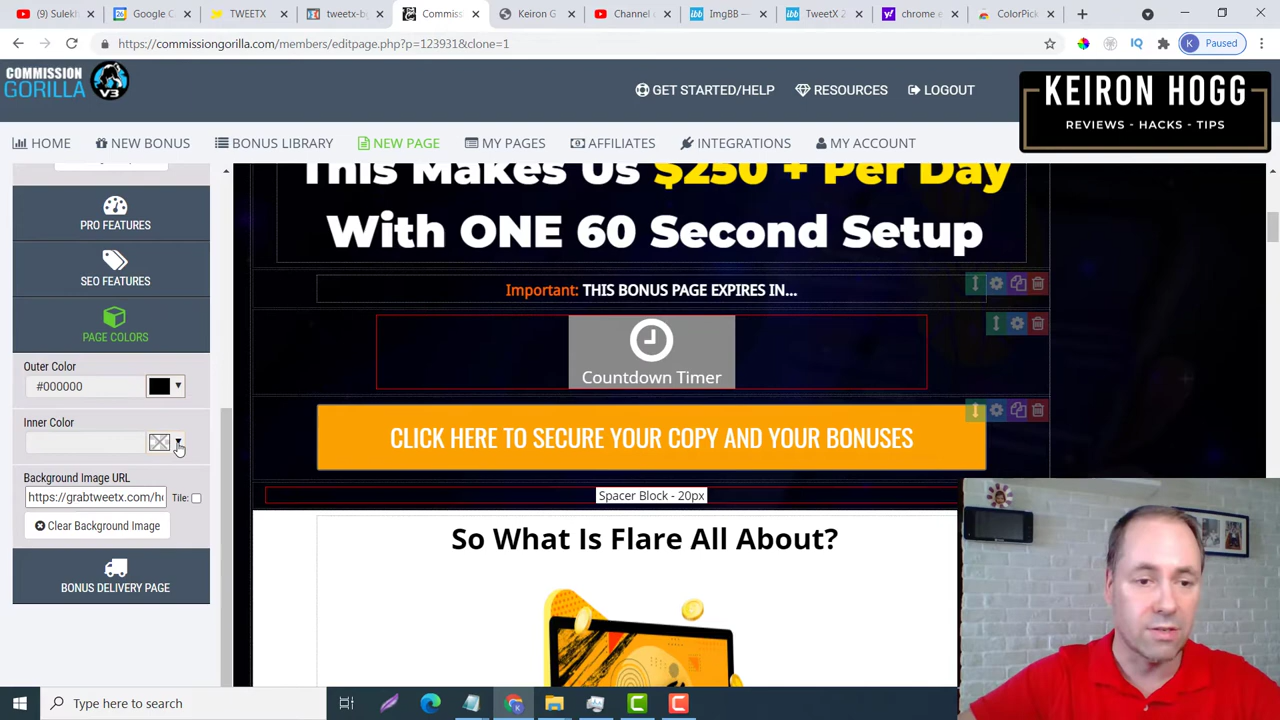 (9) Sulekh
Google C
TWEETX
tweetx-bg
Commiss
Keiron G
Channel c
ImgBB —
TweetX 2
chrome e
ColorPick
https://commissiongorilla.com/members/editpage.php?p=123931&clone=1
IQ
K
Paused
COMMISSION
GORILLA
V3
GET STARTED/HELP
RESOURCES
LOGOUT
KEIRON HOGG
REVIEWS - HACKS - TIPS
HOME
NEW BONUS
BONUS LIBRARY
NEW PAGE
MY PAGES
AFFILIATES
INTEGRATIONS
MY ACCOUNT
PRO FEATURES
SEO FEATURES
PAGE COLORS
Outer Color
#000000
Inner Color
Background Image URL
https://grabtweetx.com/h
Tile:
Clear Background Image
BONUS DELIVERY PAGE
This Makes Us $250 + Per Day
With ONE 60 Second Setup
Important: THIS BONUS PAGE EXPIRES IN...
Countdown Timer
CLICK HERE TO SECURE YOUR COPY AND YOUR BONUSES
Spacer Block - 20px
So What Is Flare All About?
Type here to search